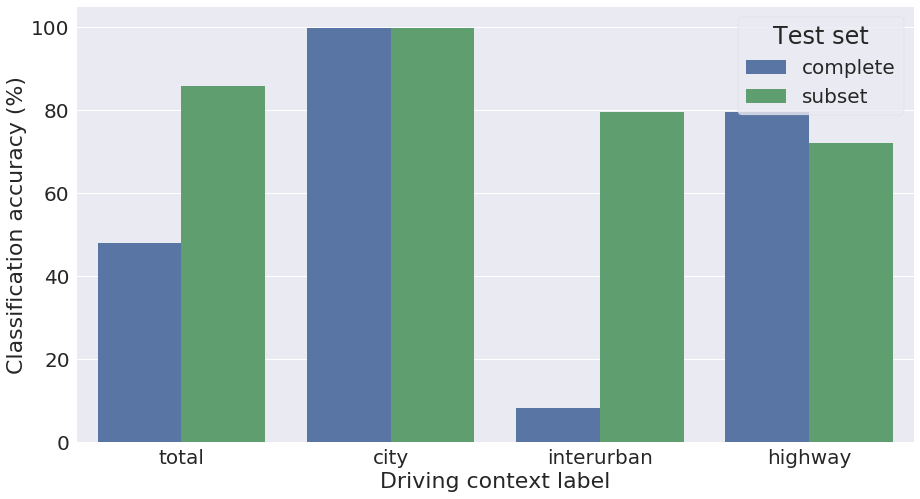 Test set
complete
subset
Classification accuracy (%)
100
80
60
40
20
0
total
city
interurban
highway
Driving context label